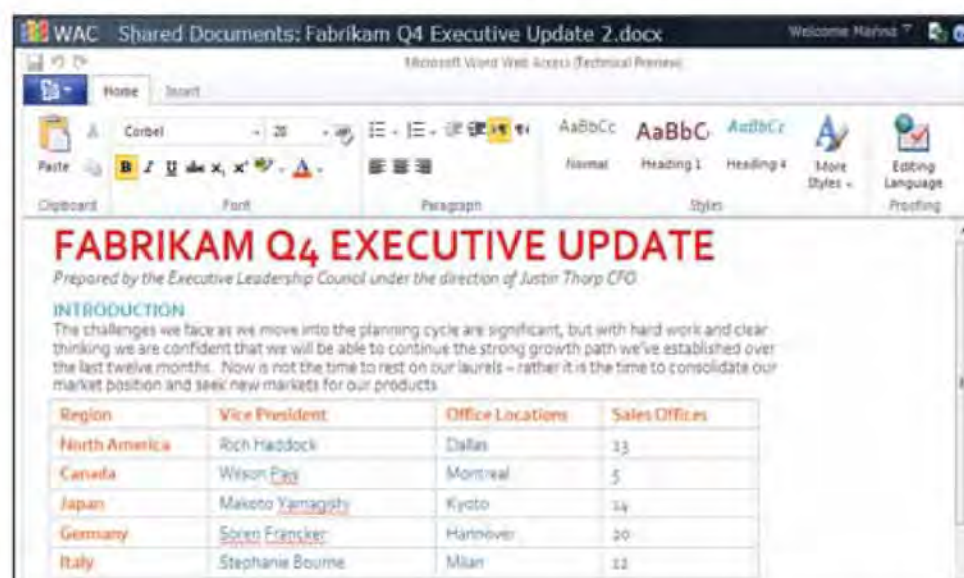 WAC Shared Documents: Fabrikam Q4 Executive Update 2.docx Welcome Marina
Microsoft Word Web Access (Technical Preview)
Home Insert
Corbel 28 AaBbCc AaBbC AaBbCc
Paste B I U abc x, x' A Normal Heading 1 Heading 4 More Styles Editing Language
Clipboard Font Paragraph Styles Proofing
FABRIKAM Q4 EXECUTIVE UPDATE
Prepared by the Executive Leadership Council under the direction of Justin Thorp CFO
INTRODUCTION
The challenges we face as we move into the planning cycle are significant, but with hard work and clear
thinking we are confident that we will be able to continue the strong growth path we've established over
the last twelve months. Now is not the time to rest on our laurels – rather it is the time to consolidate our
market position and seek new markets for our products
Region Vice President Office Locations Sales Offices
North America Rich Haddock Dallas 13
Canada Wilson Pais Montreal 5
Japan Makoto Yamagishi Kyoto 14
Germany Soren Francker Hannover 20
Italy Stephanie Bourne Milan 12